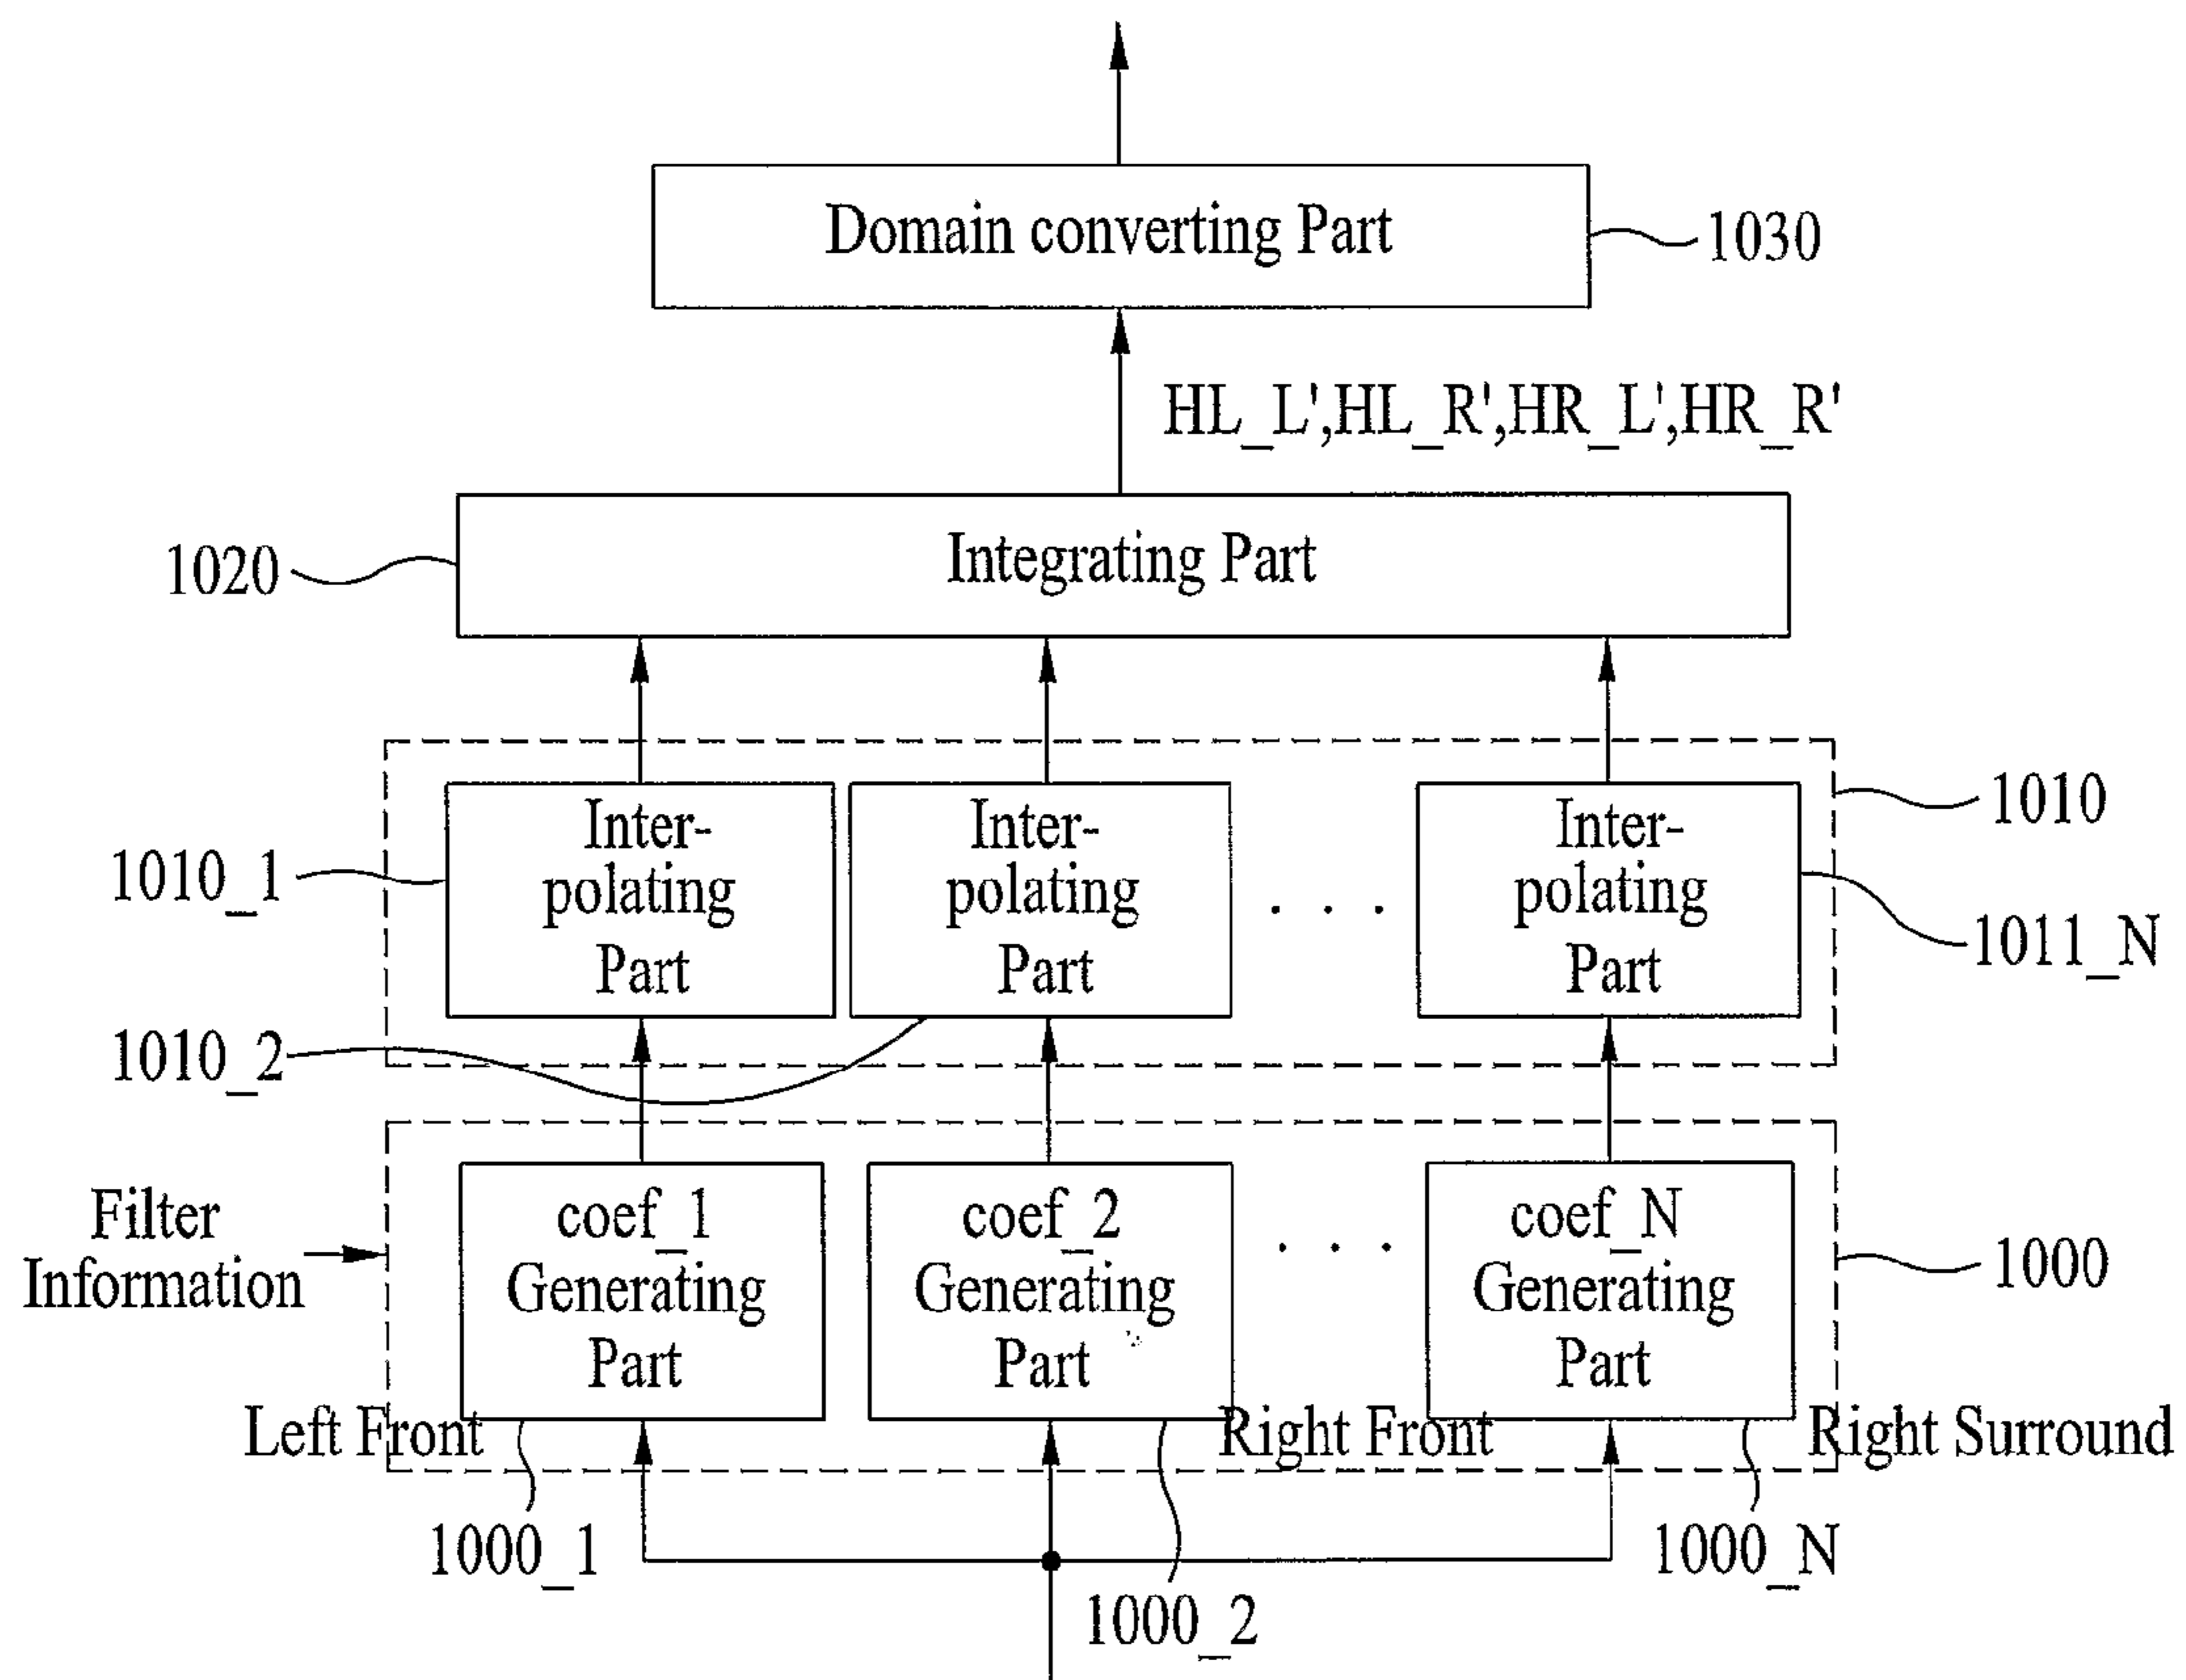 Domain converting Part
1030
HL_L',HL_R',HR_L',HR_R'
Integrating Part
1020
Inter-
polating
Part
Inter-
polating
Part
. . .
Inter-
polating
Part
1010
1010_1
1011_N
1010_2
Filter
Information
coef_1
Generating
Part
coef_2
Generating
Part
. . .
coef_N
Generating
Part
1000
Left Front
Right Front
Right Surround
1000_1
1000_2
1000_N